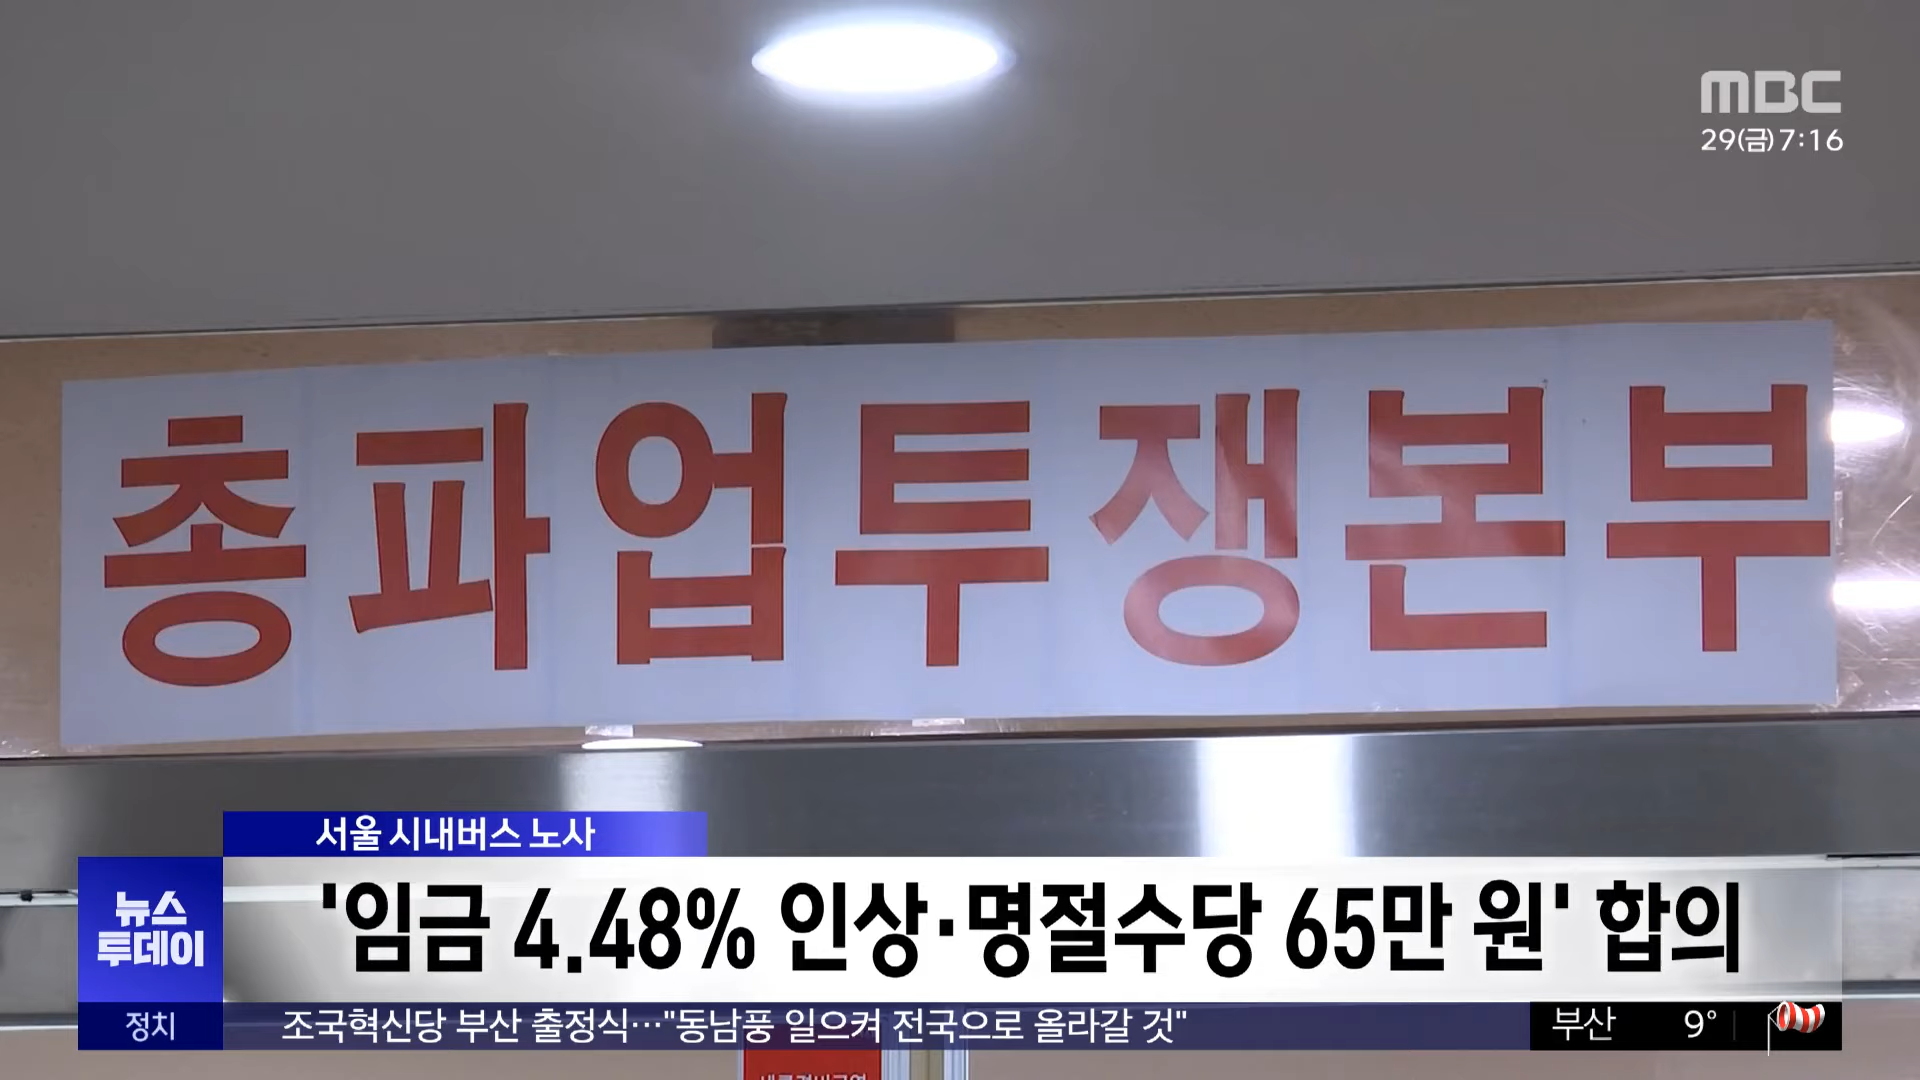 MBC
29(금)7:16
총파업투쟁본부
서울 시내버스 노사
뉴스
투데이
'임금 4.48% 인상·명절수당 65만 원' 합의
정치
조국혁신당 부산 출정식…"동남풍 일으켜 전국으로 올라갈 것"
부산 9°